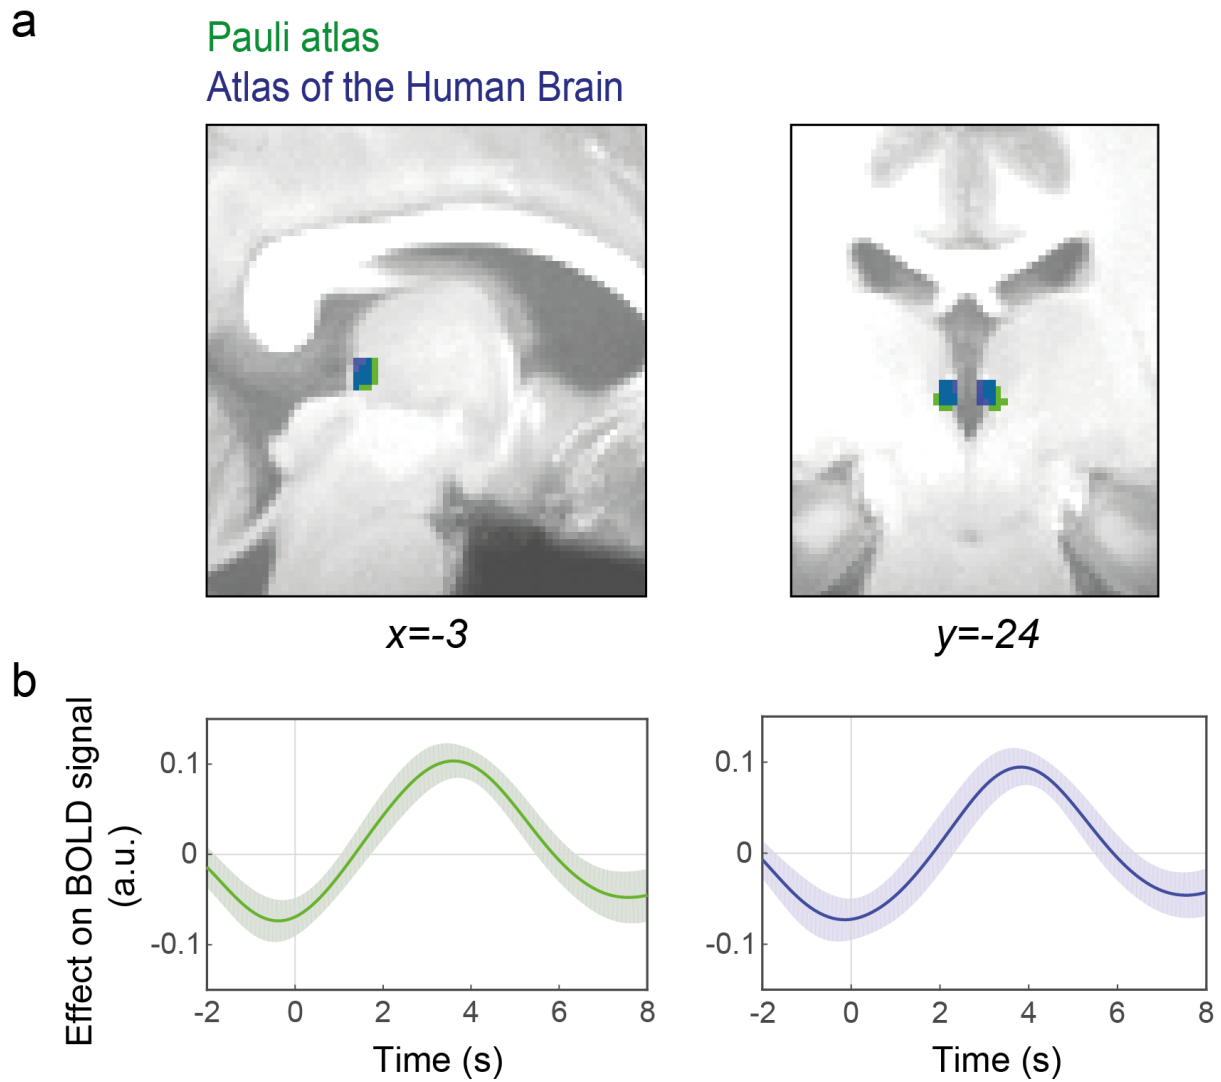 a
Pauli atlas
Atlas of the Human Brain
x=-3
y=-24
b
Effect on BOLD signal
(a.u.)
0.1
0
-0.1
-2 0 2 4 6 8
Time (s)
0.1
0
-0.1
-2 0 2 4 6 8
Time (s)